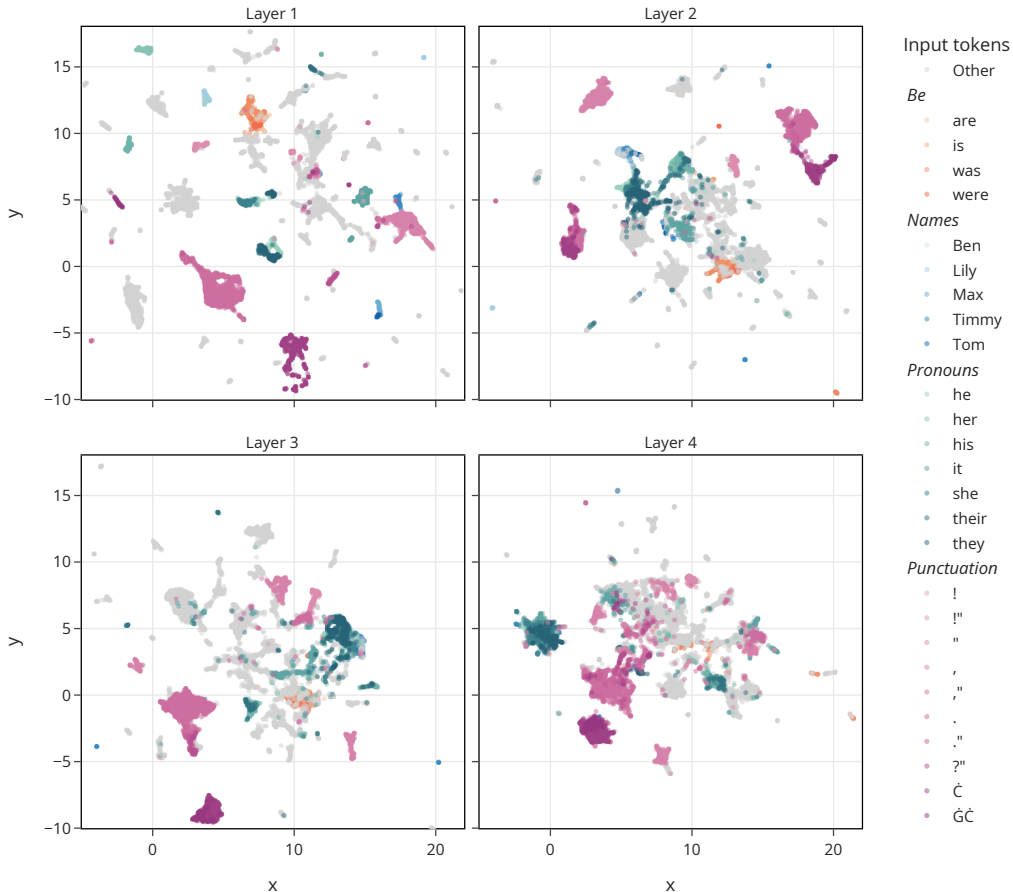 Layer 1
Layer 2
Input tokens
Other
Be
are
is
was
were
Names
Ben
Lily
Max
Timmy
Tom
Pronouns
he
her
his
it
she
their
they
Punctuation
!
!"
"
,
,"
.
."
?"
Ċ
ĠĊ
15
10
5
0
−5
−10
y
Layer 3
Layer 4
15
10
5
0
−5
−10
y
0 10 20 0 10 20
x x